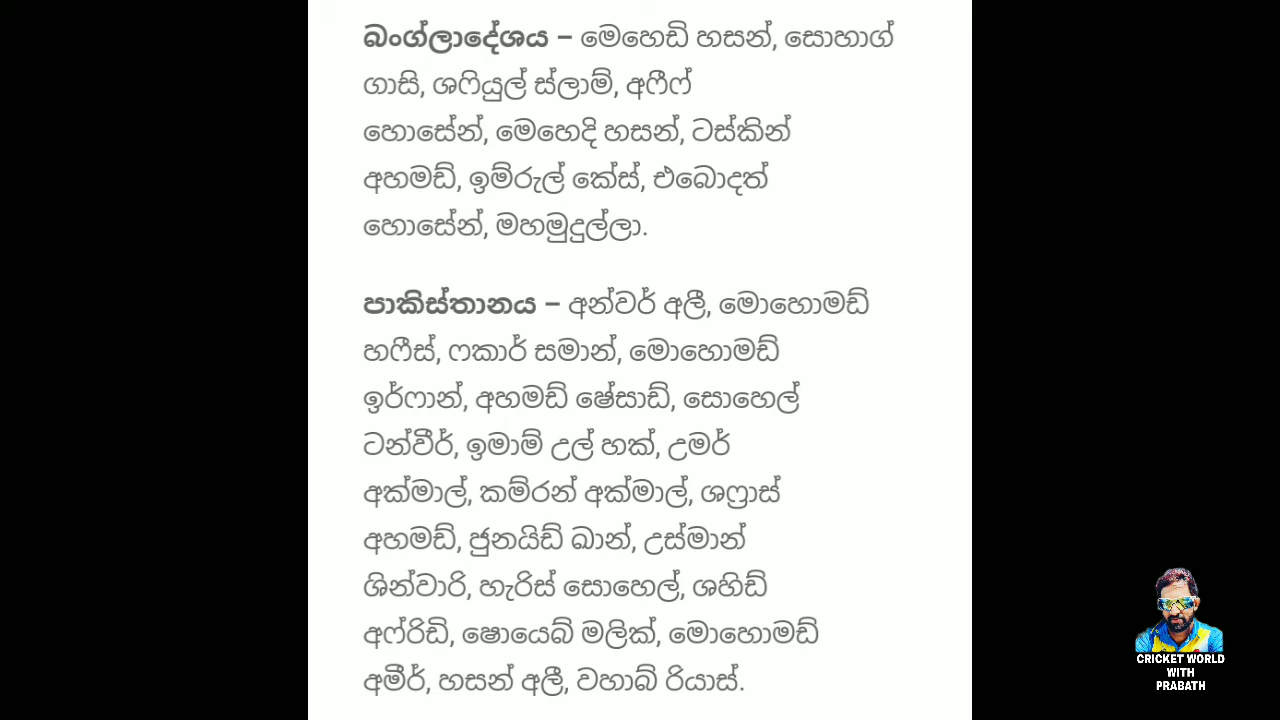 බංග්ලාදේශය – මෙහෙඩි හසන්, සොහාග්
ගාසි, ශෆියුල් ස්ලාම්, අෆීෆ්
හොසේන්, මෙහෙදි හසන්, ටස්කින්
අහමඩ්, ඉම්රුල් කේස්, එබොදත්
හොසේන්, මහමුදුල්ලා.
පාකිස්තානය – අන්වර් අලී, මොහොමඩ්
හෆීස්, ෆකාර් සමාන්, මොහොමඩ්
ඉර්ෆාන්, අහමඩ් ෂේසාඩ්, සොහෙල්
ටන්වීර්, ඉමාම් උල් හක්, උමර්
අක්මාල්, කම්රන් අක්මාල්, ශෆ්‍රාස්
අහමඩ්, ජුනයිඩ් ඛාන්, උස්මාන්
ශින්වාරි, හැරිස් සොහෙල්, ශහිඩ්
අෆ්රිඩි, ෂොයෙබ් මලික්, මොහොමඩ්
අමීර්, හසන් අලී, වහාබ් රියාස්.
CRICKET WORLD
WITH
PRABATH